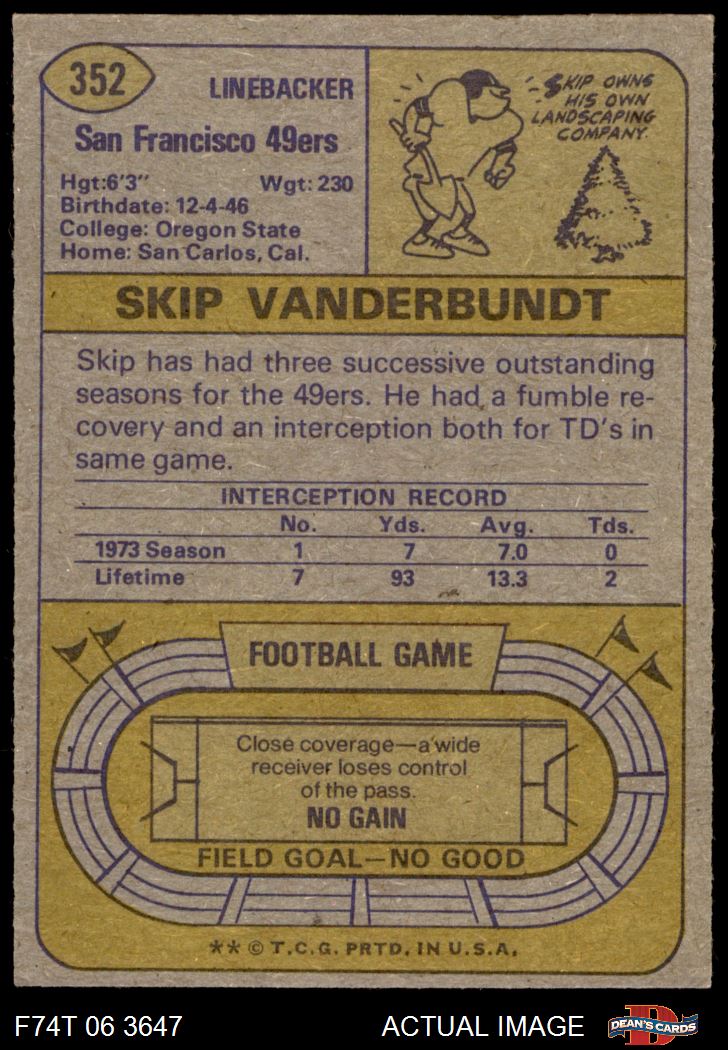 352
LINEBACKER
San Francisco 49ers
Hgt:6'3" Wgt: 230
Birthdate: 12-4-46
College: Oregon State
Home: San Carlos, Cal.
SKIP OWNS
HIS OWN
LANDSCAPING
COMPANY.
SKIP VANDERBUNDT
Skip has had three successive outstanding
seasons for the 49ers. He had a fumble re-
covery and an interception both for TD's in
same game.
INTERCEPTION RECORD
No. Yds. Avg. Tds.
1973 Season 1 7 7.0 0
Lifetime 7 93 13.3 2
FOOTBALL GAME
Close coverage—a wide
receiver loses control
of the pass.
NO GAIN
FIELD GOAL—NO GOOD
** © T.C.G. PRTD. IN U.S.A.
F74T 06 3647 ACTUAL IMAGE
D
DEAN'S CARDS